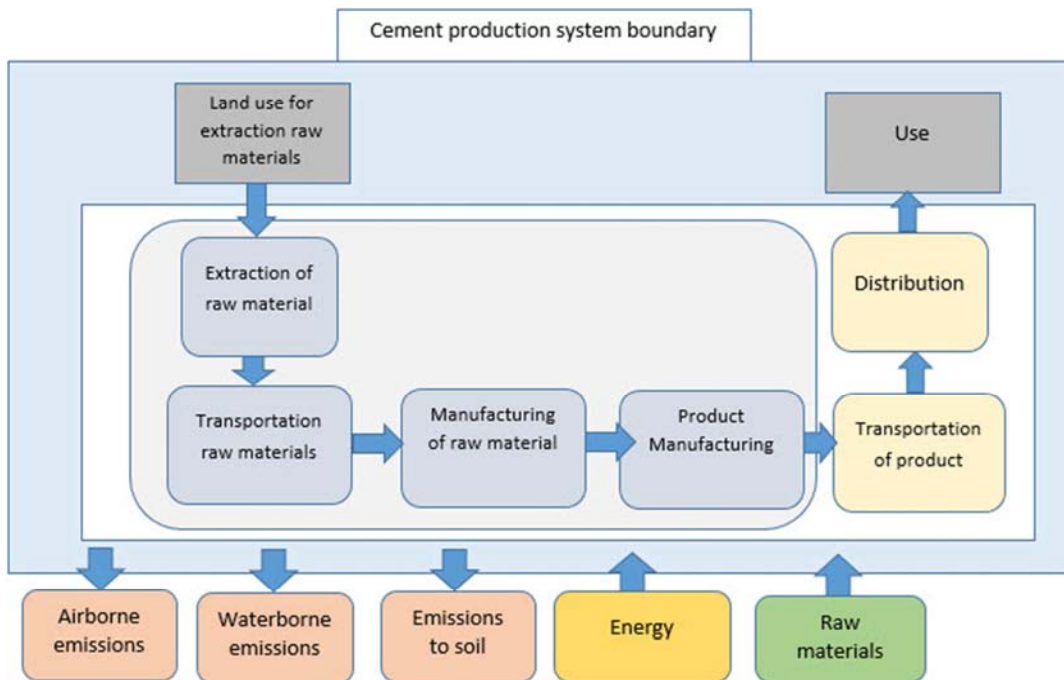 Cement production system boundary
Land use for
extraction raw
materials
Use
Extraction of
raw material
Distribution
Transportation
raw materials
Manufacturing
of raw material
Product
Manufacturing
Transportation
of product
Airborne
emissions
Waterborne
emissions
Emissions
to soil
Energy
Raw
materials